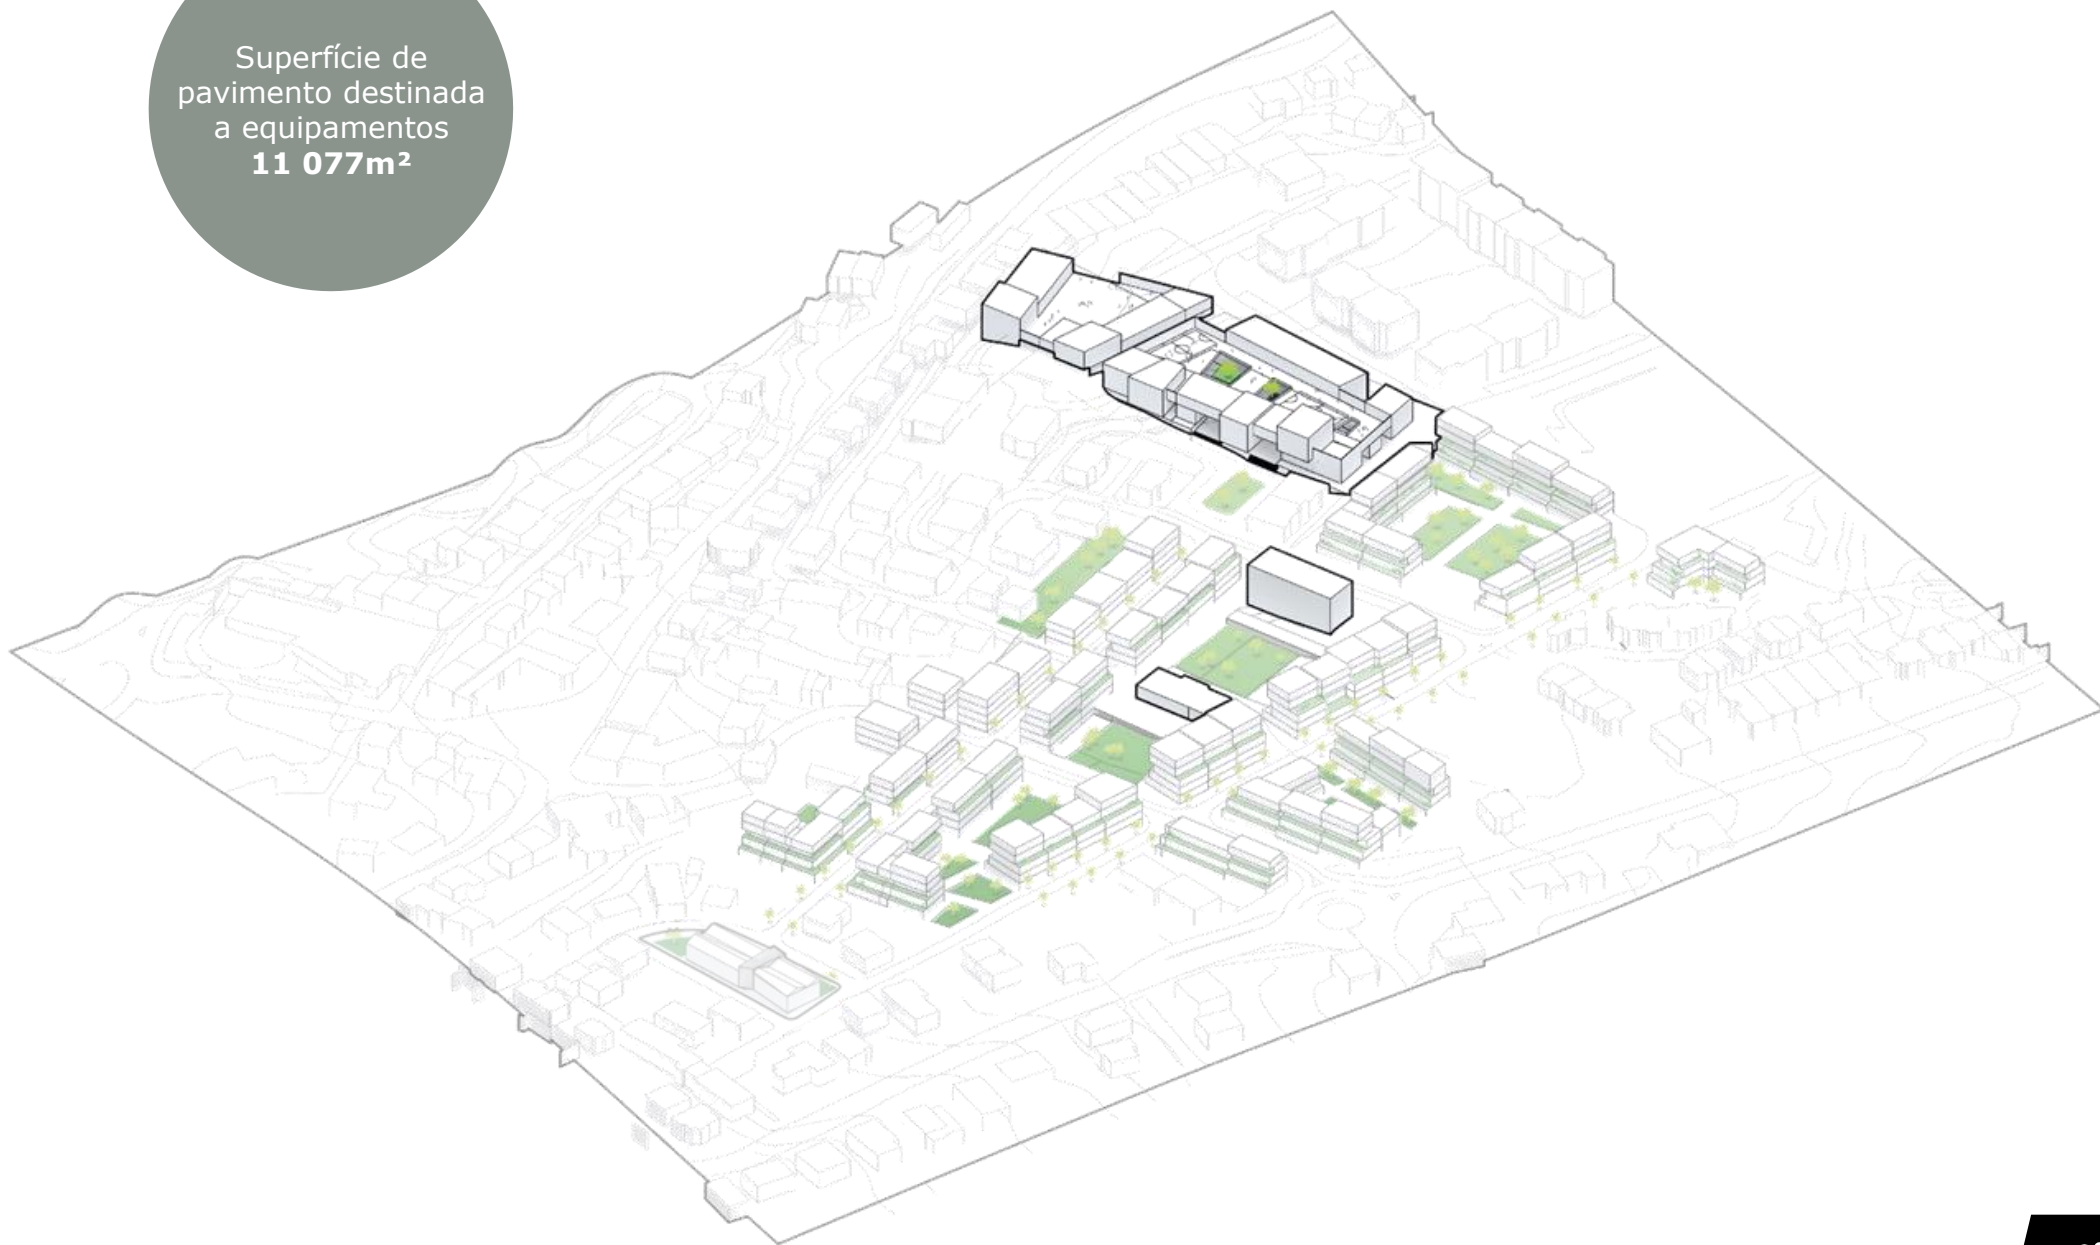 Superfície de
pavimento destinada
a equipamentos
11 077m²